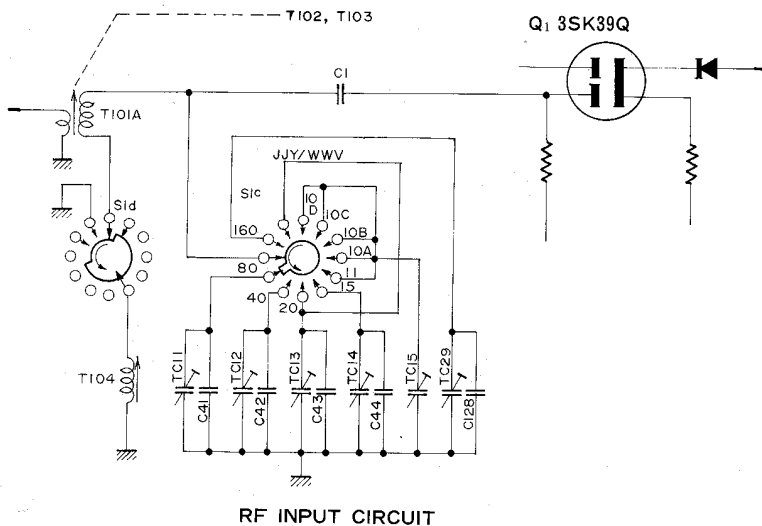 T102, T103
Q1 3SK39Q
C1
T101A
JJY/WWV
S1d
S1c
10
D
10C
160
10B
10A
80
11
40
15
20
T104
TC11
C41
TC12
C42
TC13
C43
TC14
C44
TC15
TC29
C128
RF INPUT CIRCUIT